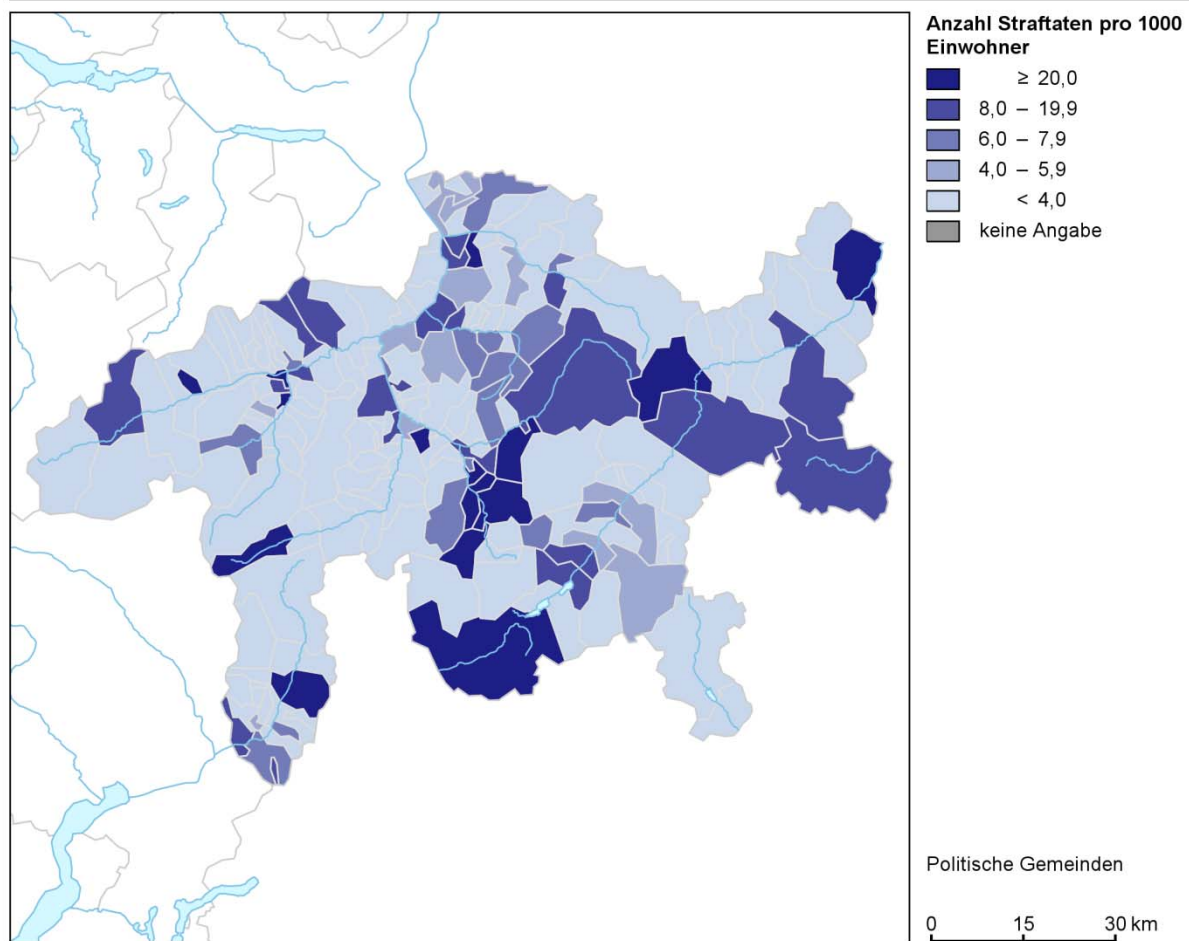 Anzahl Straftaten pro 1000
Einwohner
≥ 20,0
8,0 – 19,9
6,0 – 7,9
4,0 – 5,9
< 4,0
keine Angabe
Politische Gemeinden
0 15 30 km